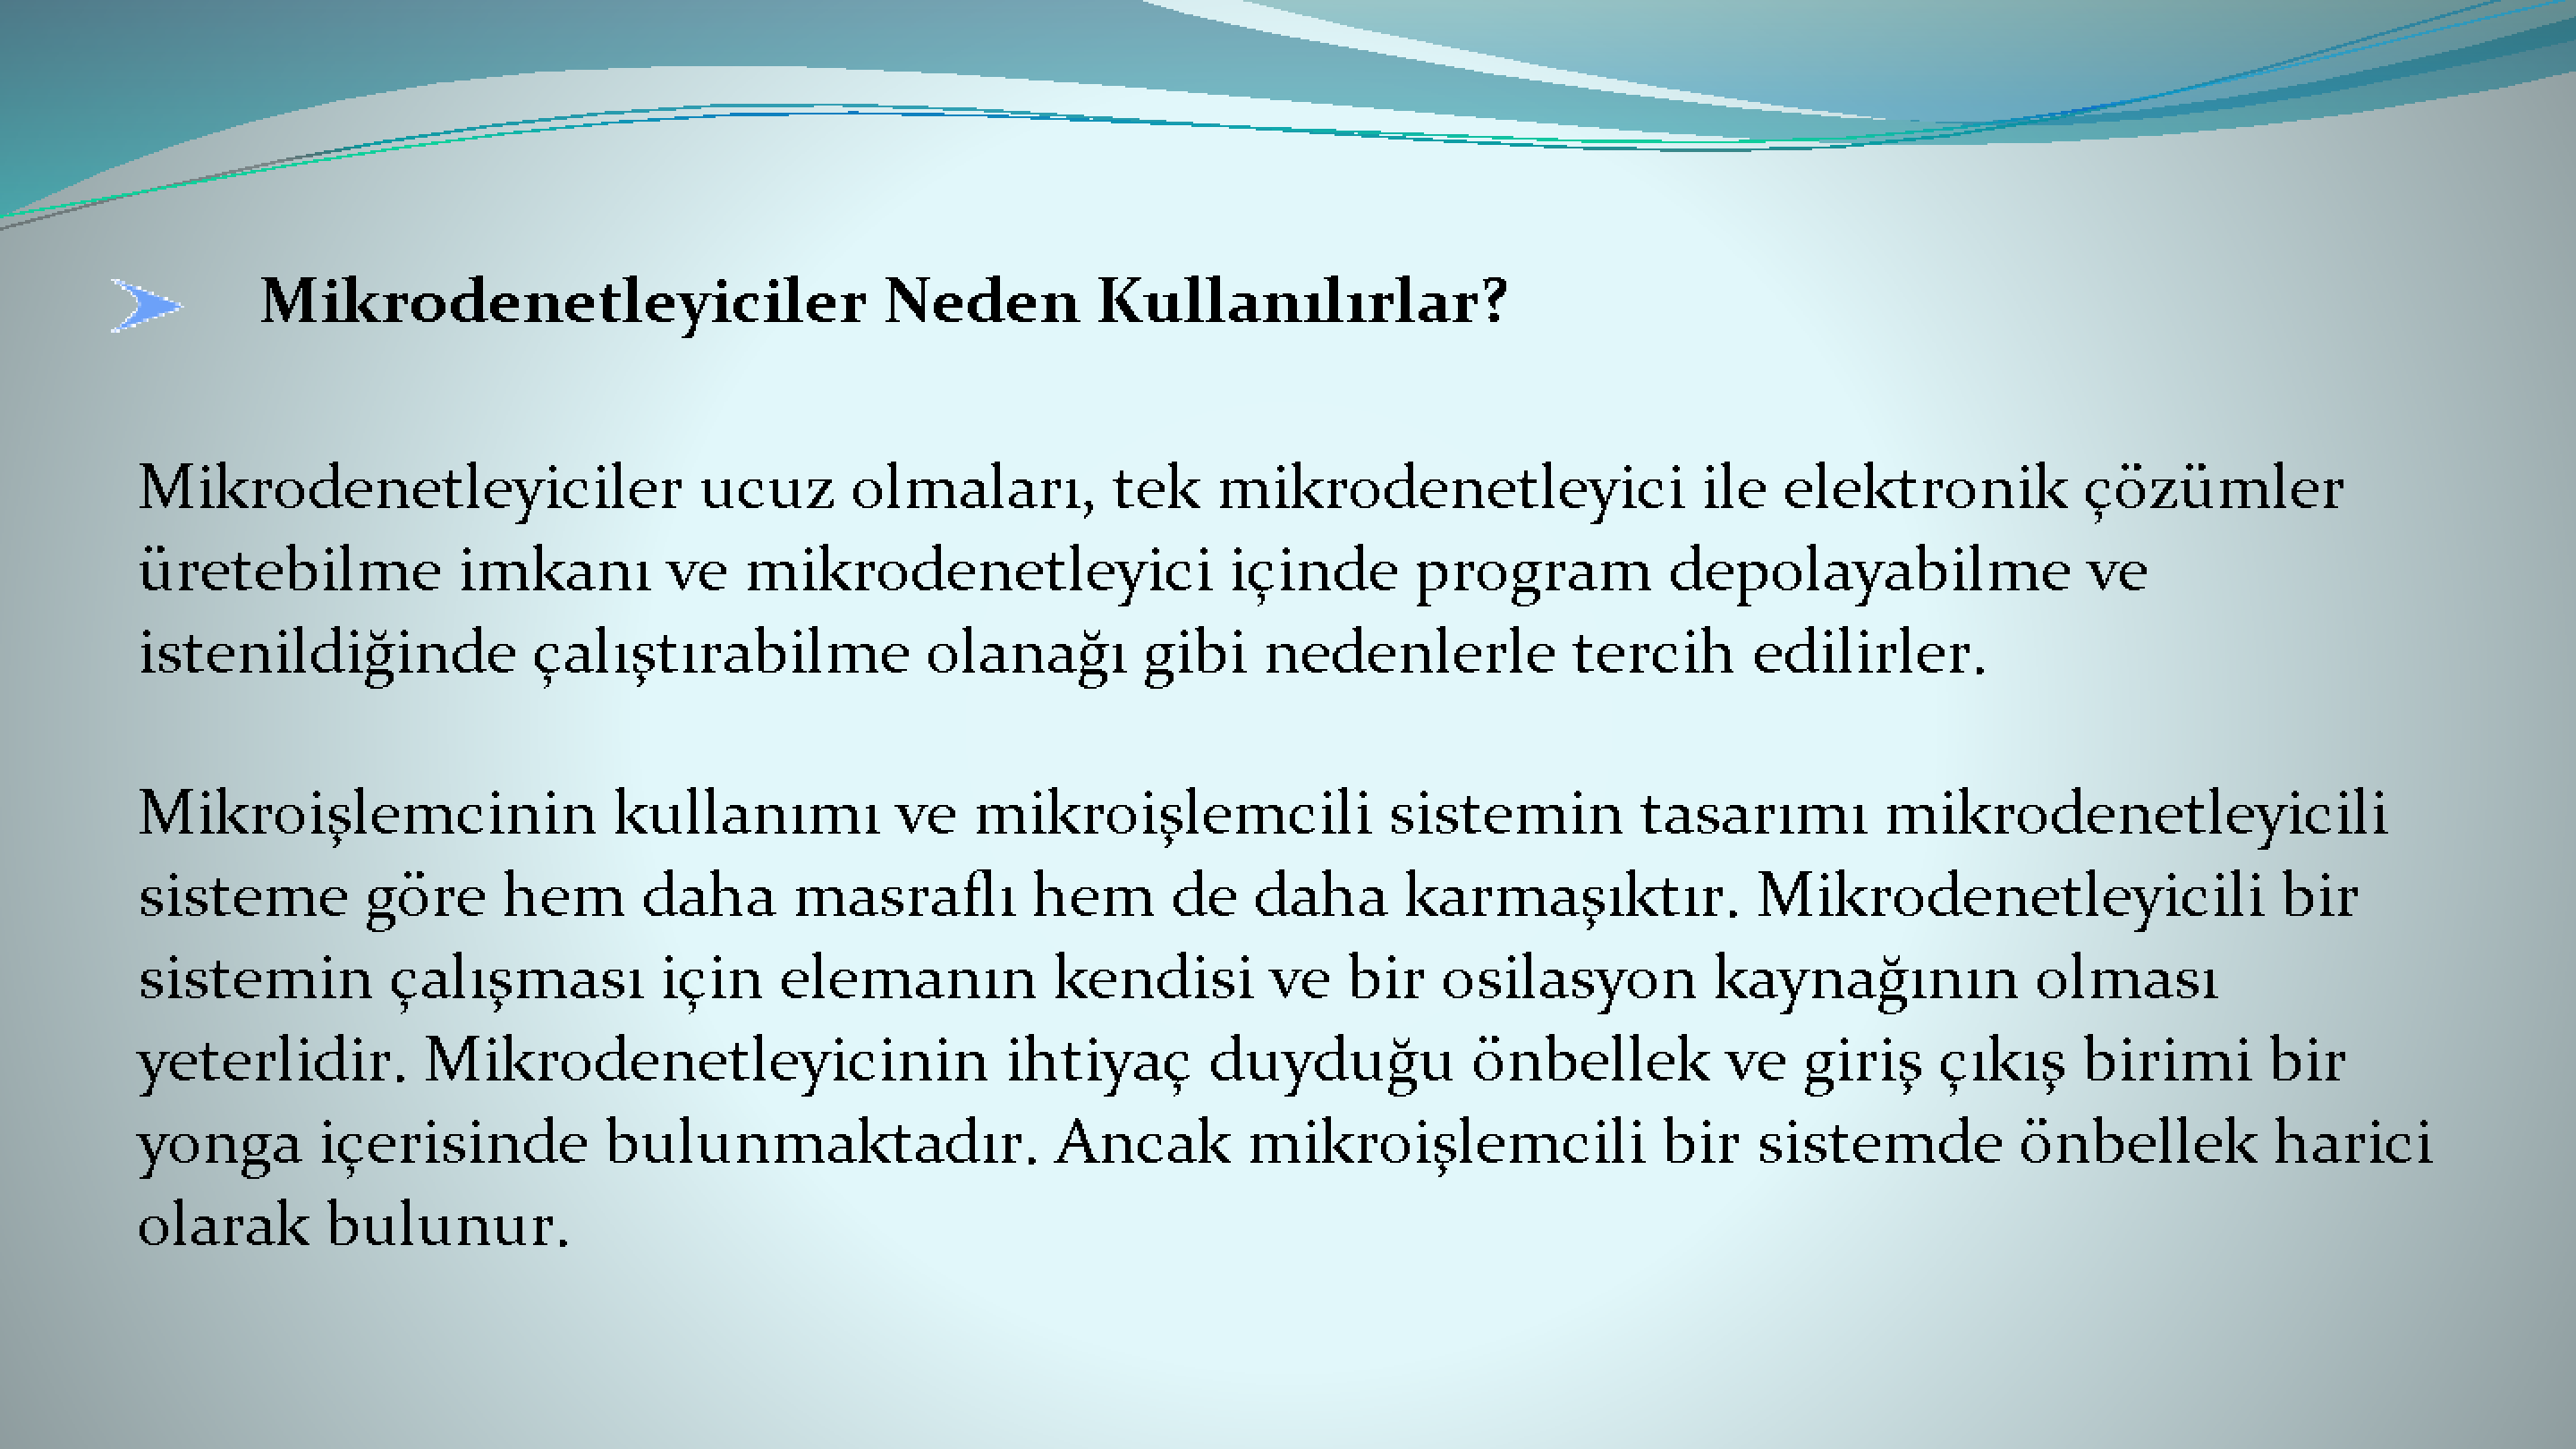 Mikrodenetleyiciler Neden Kullanılırlar?
Mikrodenetleyiciler ucuz olmaları, tek mikrodenetleyici ile elektronik çözümler
üretebilme imkanı ve mikrodenetleyici içinde program depolayabilme ve
istenildiğinde çalıştırabilme olanağı gibi nedenlerle tercih edilirler.
Mikroişlemcinin kullanımı ve mikroişlemcili sistemin tasarımı mikrodenetleyicili
sisteme göre hem daha masraflı hem de daha karmaşıktır. Mikrodenetleyicili bir
sistemin çalışması için elemanın kendisi ve bir osilasyon kaynağının olması
yeterlidir. Mikrodenetleyicinin ihtiyaç duyduğu önbellek ve giriş çıkış birimi bir
yonga içerisinde bulunmaktadır. Ancak mikroişlemcili bir sistemde önbellek harici
olarak bulunur.